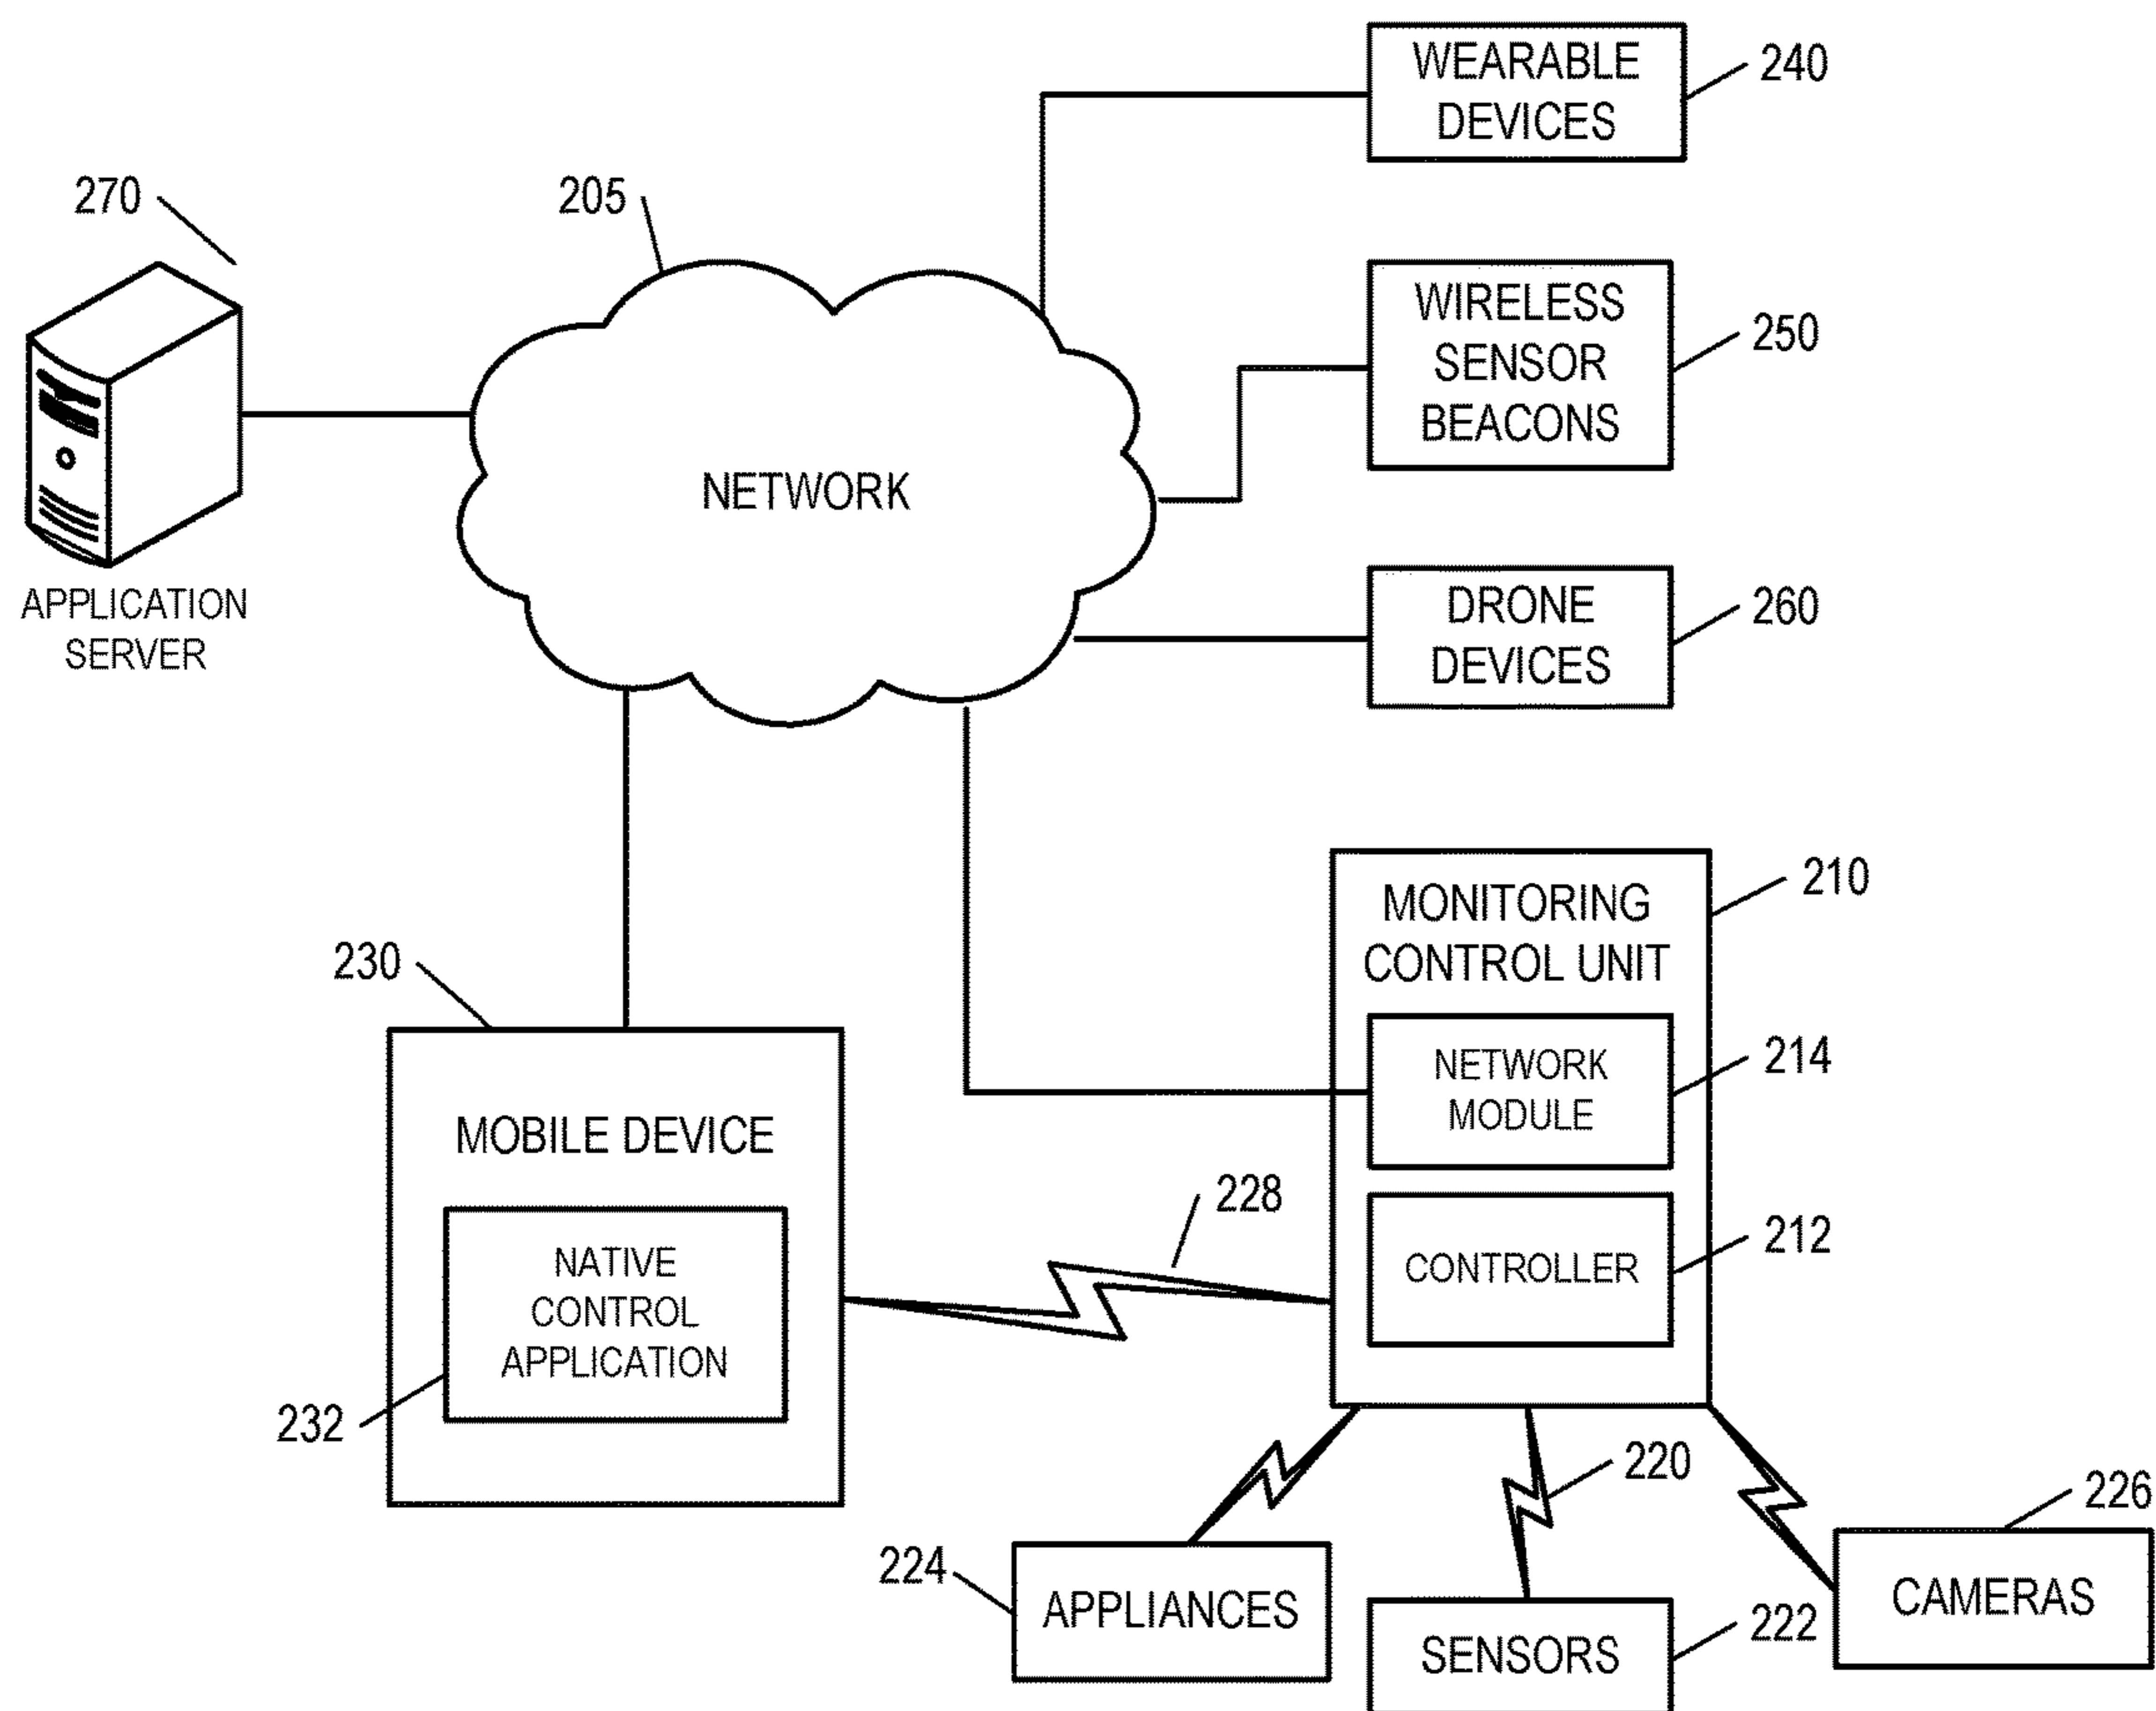 WEARABLE
DEVICES
240
270
205
WIRELESS
SENSOR
BEACONS
250
NETWORK
APPLICATION
SERVER
DRONE
DEVICES
260
MONITORING
CONTROL UNIT
210
230
NETWORK
MODULE
214
MOBILE DEVICE
228
CONTROLLER
212
NATIVE
CONTROL
APPLICATION
232
220
226
224
APPLIANCES
CAMERAS
SENSORS
222